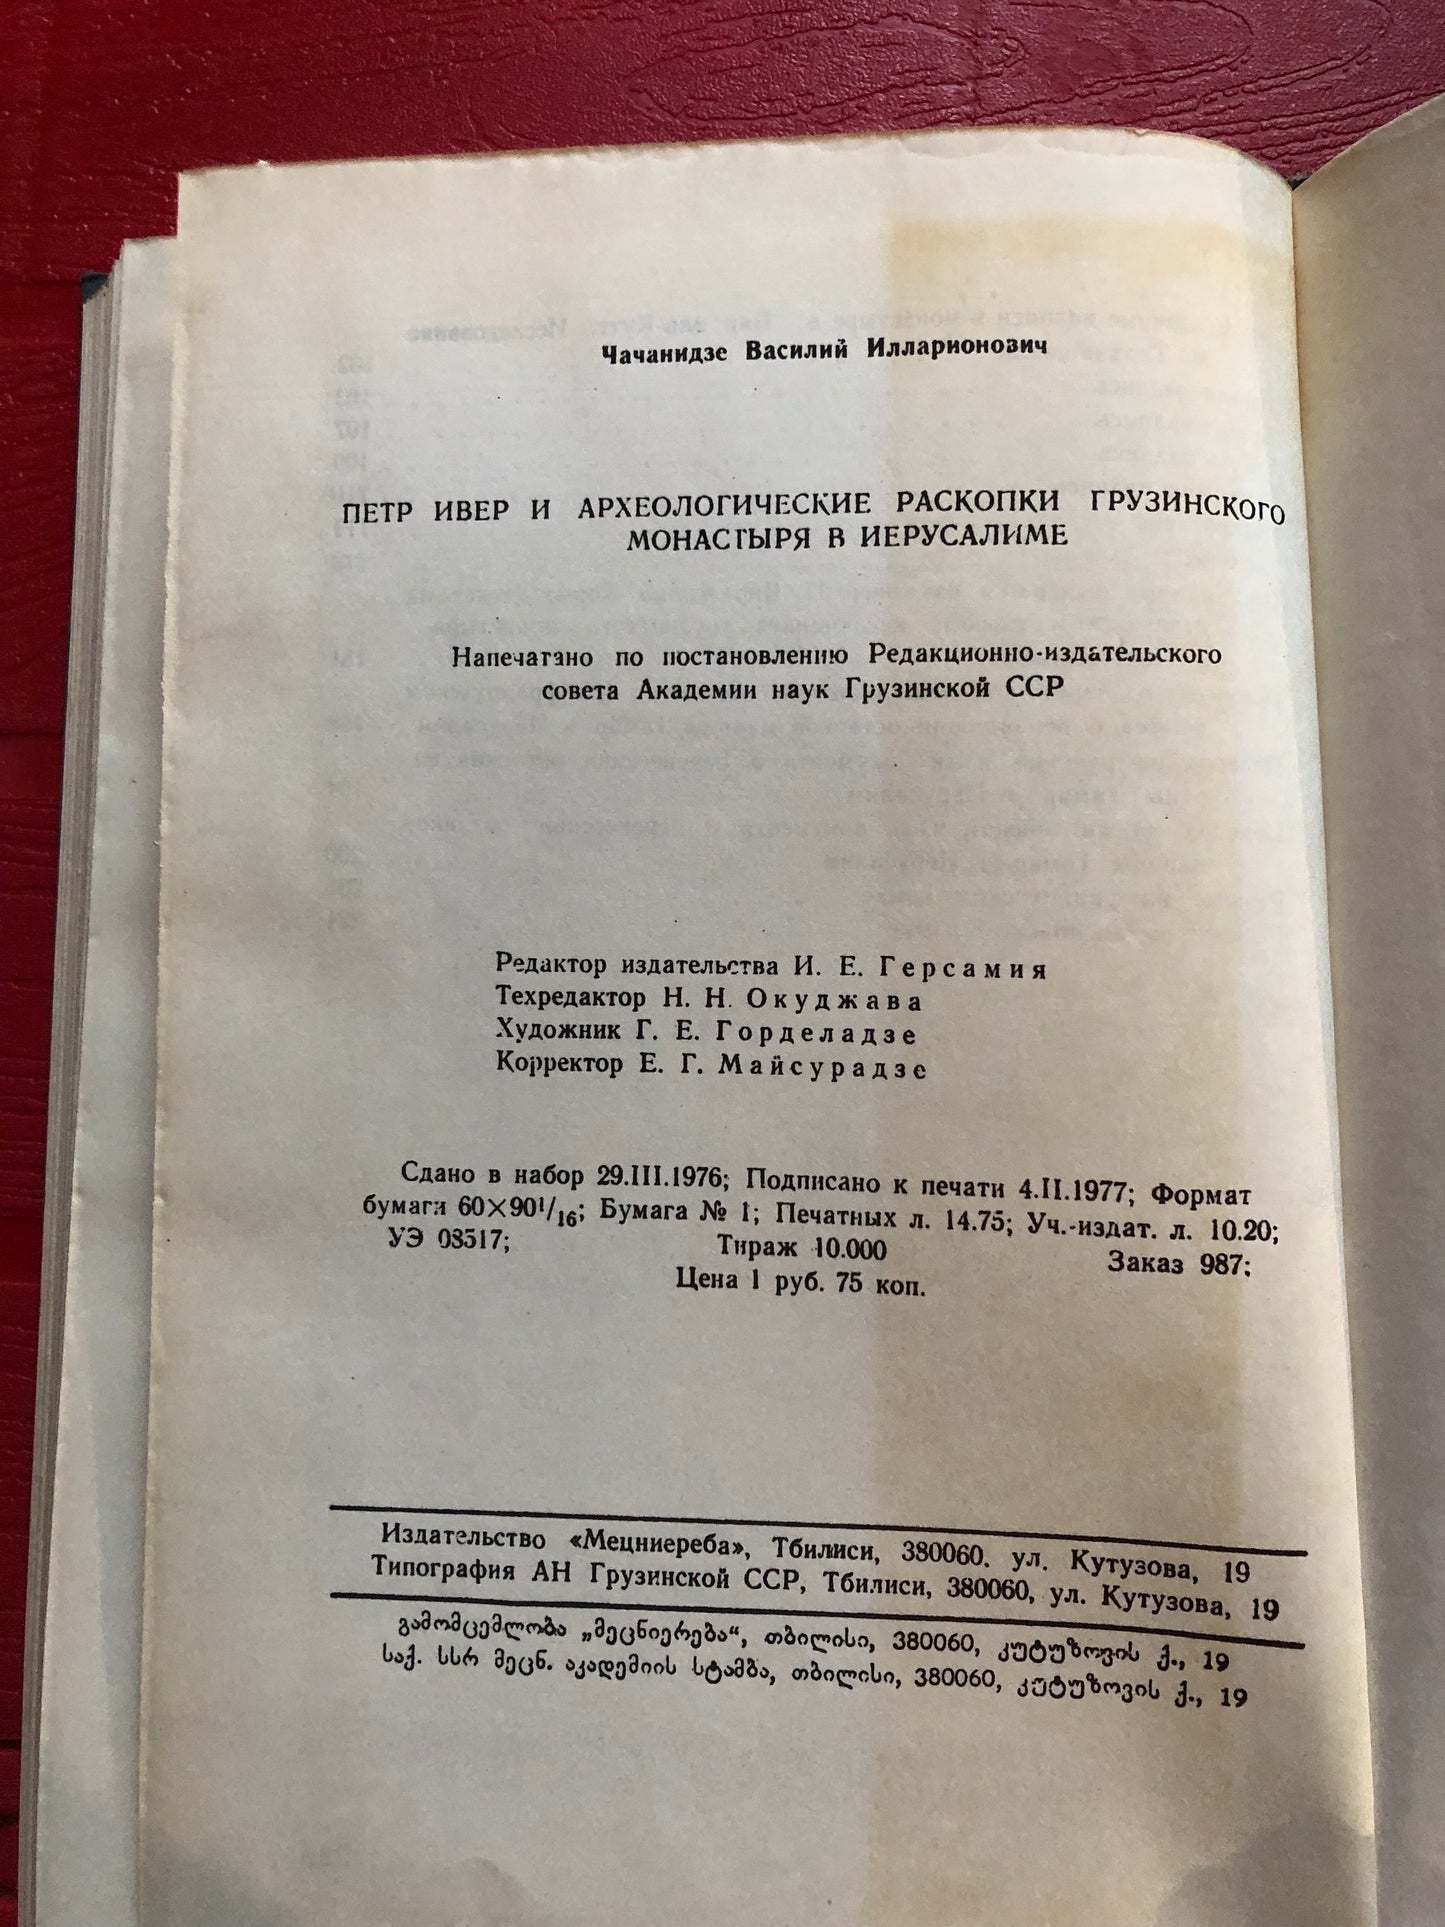 Чачанидзе Василий Илларионович
ПЕТР ИВЕР И АРХЕОЛОГИЧЕСКИЕ РАСКОПКИ ГРУЗИНСКОГО
МОНАСТЫРЯ В ИЕРУСАЛИМЕ
Напечатано по постановлению Редакционно-издательского
совета Академии наук Грузинской ССР
Редактор издательства И. Е. Герсамия
Техредактор Н. Н. Окуджава
Художник Г. Е. Горделадзе
Корректор Е. Г. Майсурадзе
Сдано в набор 29.III.1976; Подписано к печати 4.II.1977; Формат
бумаги 60×90¹/₁₆; Бумага № 1; Печатных л. 14.75; Уч.-издат. л. 10.20;
УЭ 03517; Тираж 10.000 Заказ 987;
Цена 1 руб. 75 коп.
Издательство «Мецниереба», Тбилиси, 380060. ул. Кутузова, 19
Типография АН Грузинской ССР, Тбилиси, 380060, ул. Кутузова, 19
გამომცემლობა „მეცნიერება“, თბილისი, 380060, კუტუზოვის ქ., 19
საქ. სსრ მეცნ. აკადემიის სტამბა, თბილისი, 380060, კუტუზოვის ქ., 19